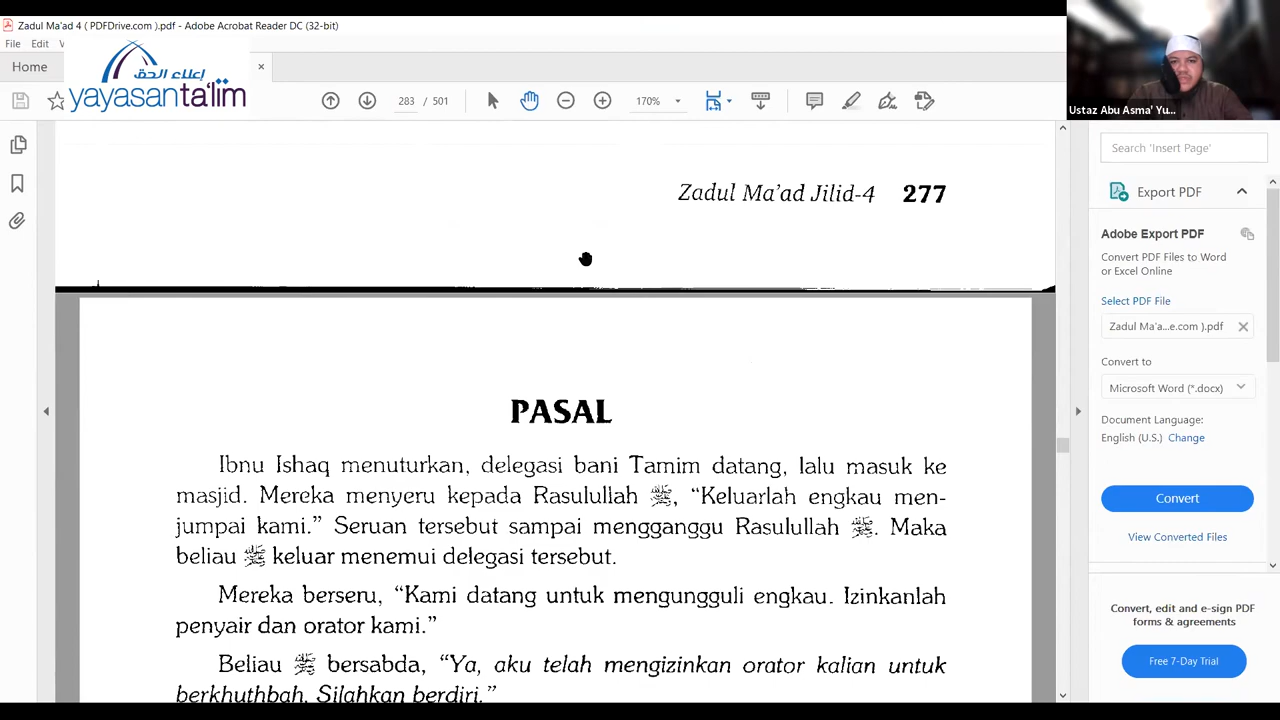 Zadul Ma'ad 4 ( PDFDrive.com ).pdf - Adobe Acrobat Reader DC (32-bit)
File Edit V
Home
إعلاء الحق
yayasanta'lim
283 / 501
170%
Ustaz Abu Asma' Yu...
Search 'Insert Page'
Zadul Ma'ad Jilid-4 277
Export PDF
Adobe Export PDF
Convert PDF Files to Word
or Excel Online
Select PDF File
Zadul Ma'a...e.com ).pdf
Convert to
Microsoft Word (*.docx)
Document Language:
English (U.S.) Change
Convert
View Converted Files
Convert, edit and e-sign PDF
forms & agreements
Free 7-Day Trial
PASAL
Ibnu Ishaq menuturkan, delegasi bani Tamim datang, lalu masuk ke
masjid. Mereka menyeru kepada Rasulullah ﷺ, “Keluarlah engkau men-
jumpai kami.” Seruan tersebut sampai mengganggu Rasulullah ﷺ. Maka
beliau ﷺ keluar menemui delegasi tersebut.
Mereka berseru, “Kami datang untuk mengungguli engkau. Izinkanlah
penyair dan orator kami.”
Beliau ﷺ bersabda, “Ya, aku telah mengizinkan orator kalian untuk
berkhuthbah. Silahkan berdiri.”